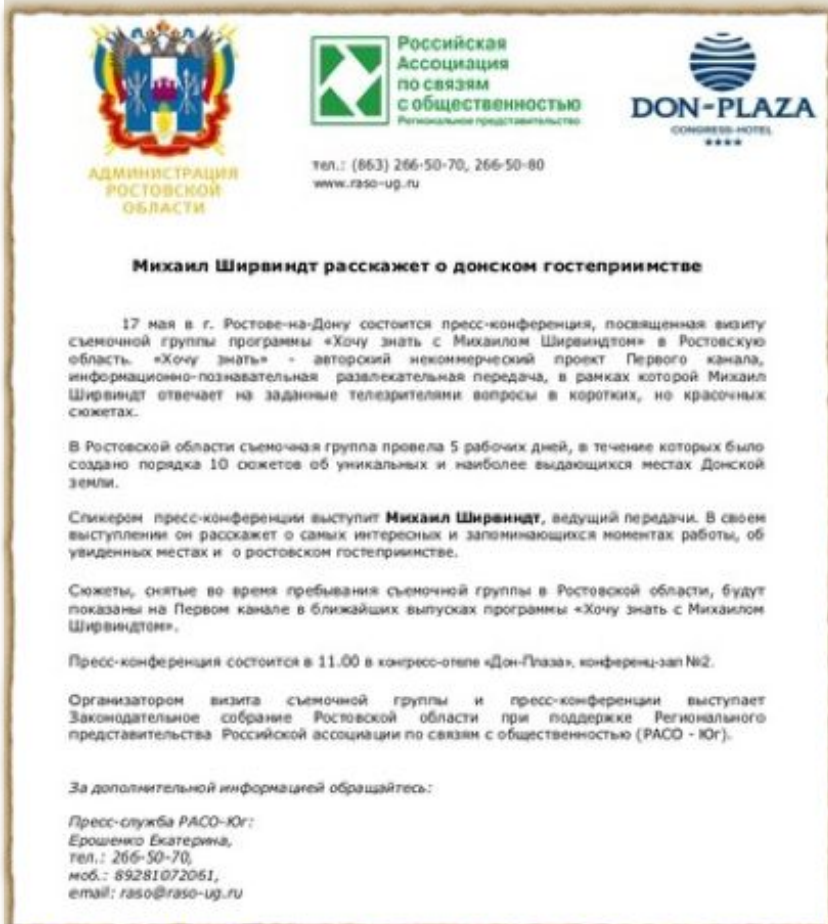 АДМИНИСТРАЦИЯ
РОСТОВСКОЙ
ОБЛАСТИ
Российская
Ассоциация
по связям
с общественностью
Региональное представительство
тел.: (863) 266-50-70, 266-50-80
www.raso-ug.ru
DON-PLAZA
CONGRESS-HOTEL
Михаил Ширвиндт расскажет о донском гостеприимстве
17 мая в г. Ростове-на-Дону состоится пресс-конференция, посвященная визиту
съемочной группы программы «Хочу знать с Михаилом Ширвиндтом» в Ростовскую
область. «Хочу знать» - авторский некоммерческий проект Первого канала,
информационно-познавательная развлекательная передача, в рамках которой Михаил
Ширвиндт отвечает на заданные телезрителями вопросы в коротких, но красочных
сюжетах.
В Ростовской области съемочная группа провела 5 рабочих дней, в течение которых было
создано порядка 10 сюжетов об уникальных и наиболее выдающихся местах Донской
земли.
Спикером пресс-конференции выступит Михаил Ширвиндт, ведущий передачи. В своем
выступлении он расскажет о самых интересных и запоминающихся моментах работы, об
увиденных местах и о ростовском гостеприимстве.
Сюжеты, снятые во время пребывания съемочной группы в Ростовской области, будут
показаны на Первом канале в ближайших выпусках программы «Хочу знать с Михаилом
Ширвиндтом».
Пресс-конференция состоится в 11.00 в конгресс-отеле «Дон-Плаза», конференц-зал №2.
Организатором визита съемочной группы и пресс-конференции выступает
Законодательное собрание Ростовской области при поддержке Регионального
представительства Российской ассоциации по связям с общественностью (РАСО - Юг).
За дополнительной информацией обращайтесь:
Пресс-служба РАСО-Юг:
Ерошенко Екатерина,
тел.: 266-50-70,
моб.: 89281072061,
email: raso@raso-ug.ru